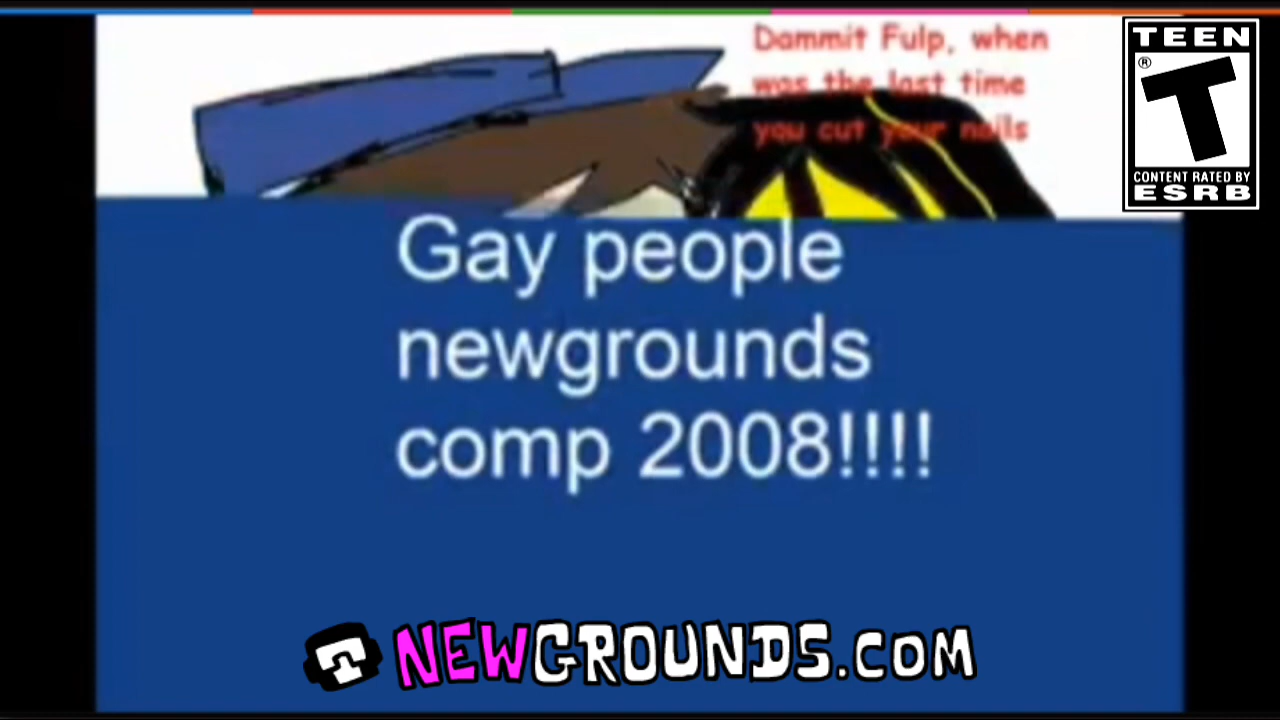 Dammit Fulp, when
was the last time
you cut your nails
TEEN
®
T
CONTENT RATED BY
ESRB
Gay people
newgrounds
comp 2008!!!!
NEWGROUNDS.COM